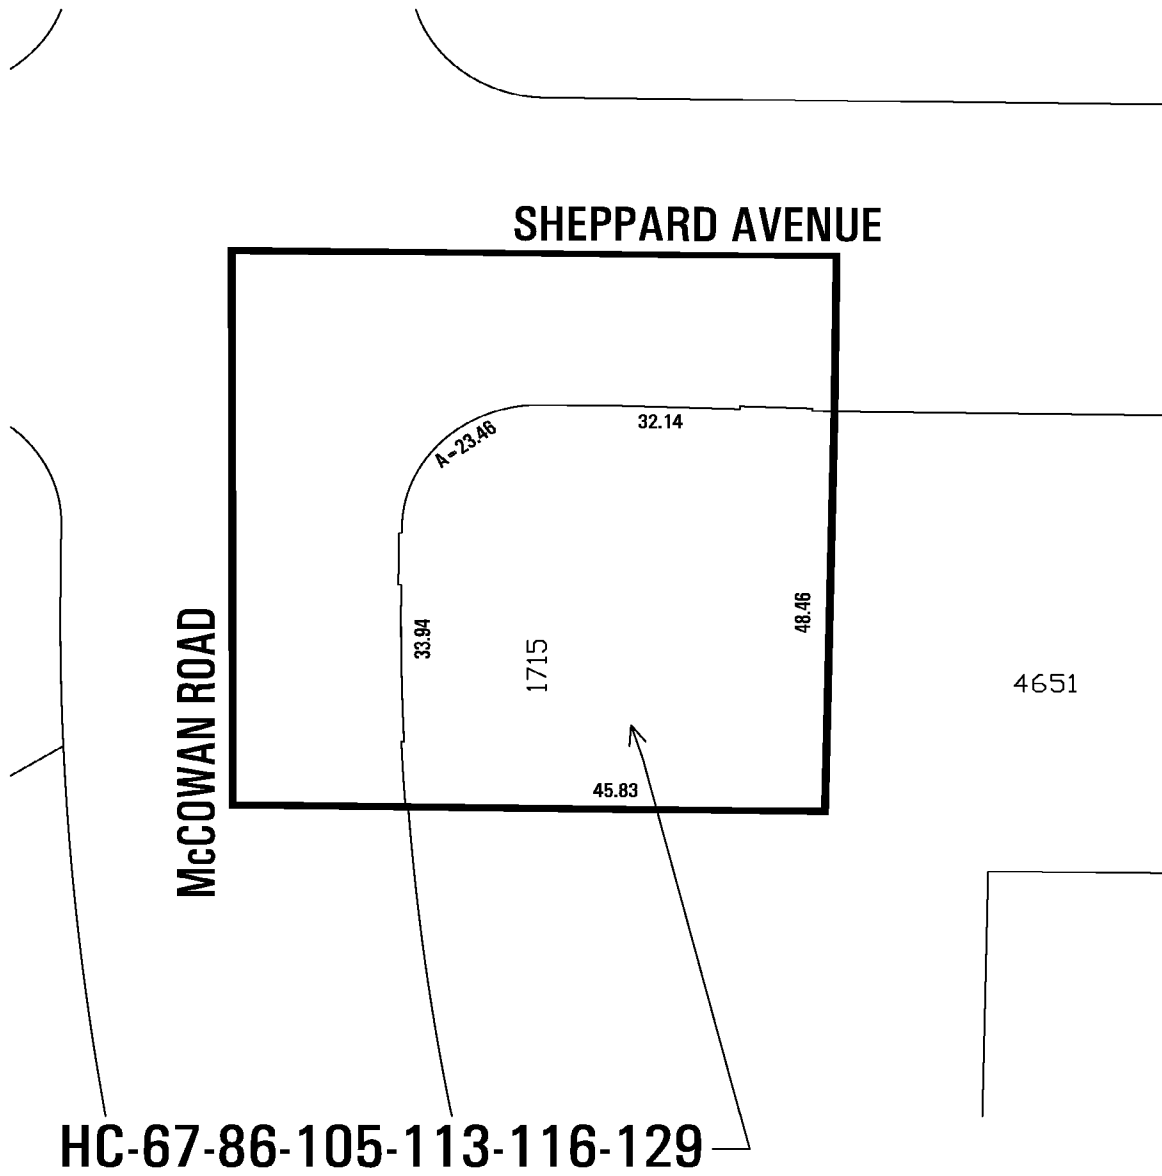 SHEPPARD AVENUE
32.14
A=23.46
48.46
33.94
1715
McCOWAN ROAD
4651
45.83
HC-67-86-105-113-116-129